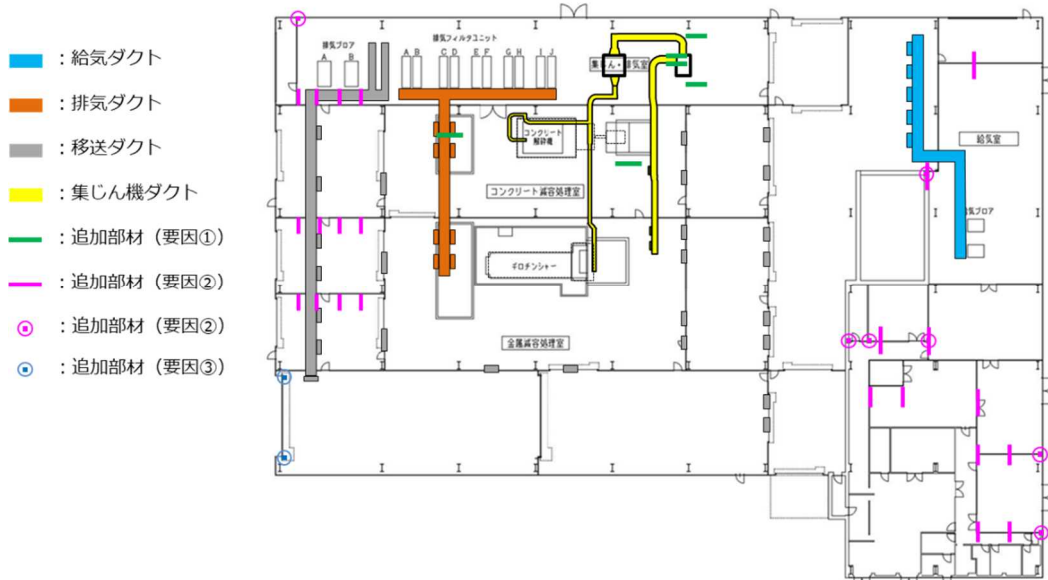 ：給気ダクト
：排気ダクト
：移送ダクト
：集じん機ダクト
：追加部材（要因①）
：追加部材（要因②）
：追加部材（要因②）
：追加部材（要因③）
排気ブロア
A B
排気フィルタユニット
A B C D E F G H I J
集じん・排気室
コンクリート
解砕機
コンクリート減容処理室
ギロチンシャー
金属減容処理室
給気室
給気ブロア